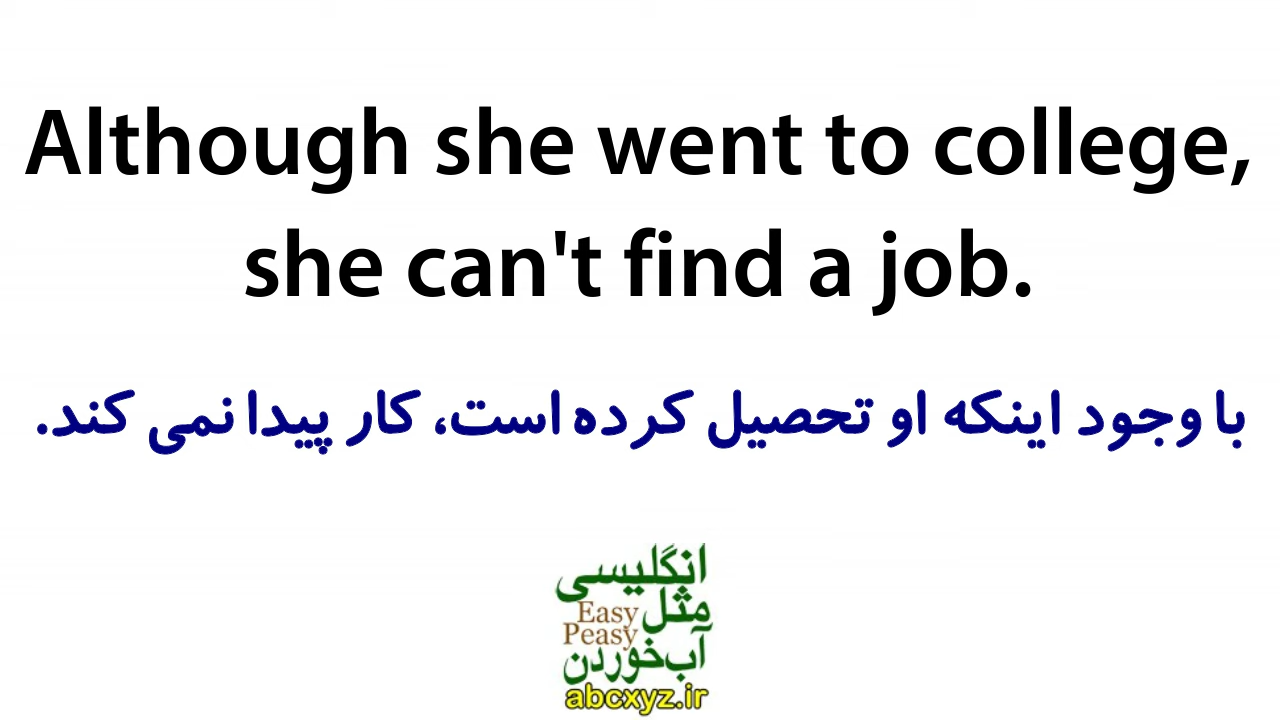 Although she went to college,
she can't find a job.
با وجود اینکه او تحصیل کرده است، کار پیدا نمی کند.
انگلیسی
مثل Easy
Peasy
آب خوردن
abcxyz.ir